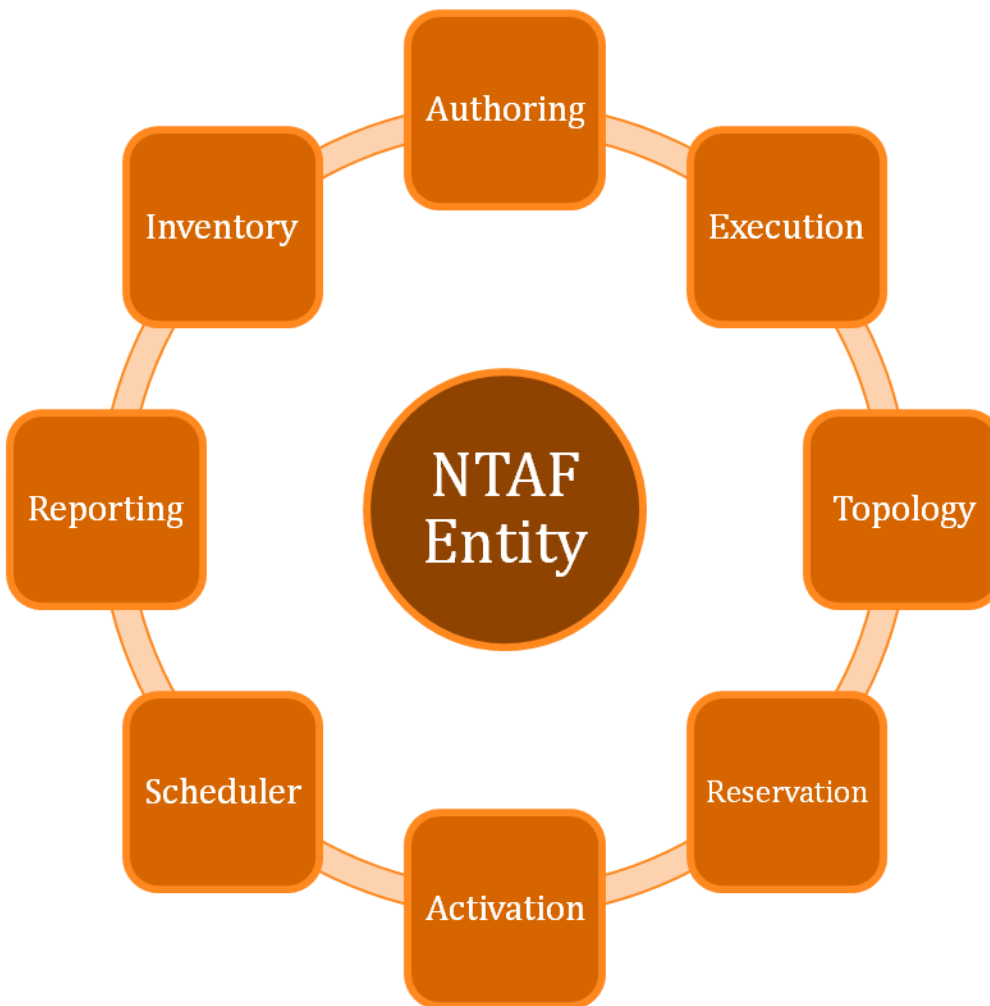 Authoring
Inventory
Execution
NTAF
Entity
Reporting
Topology
Scheduler
Reservation
Activation